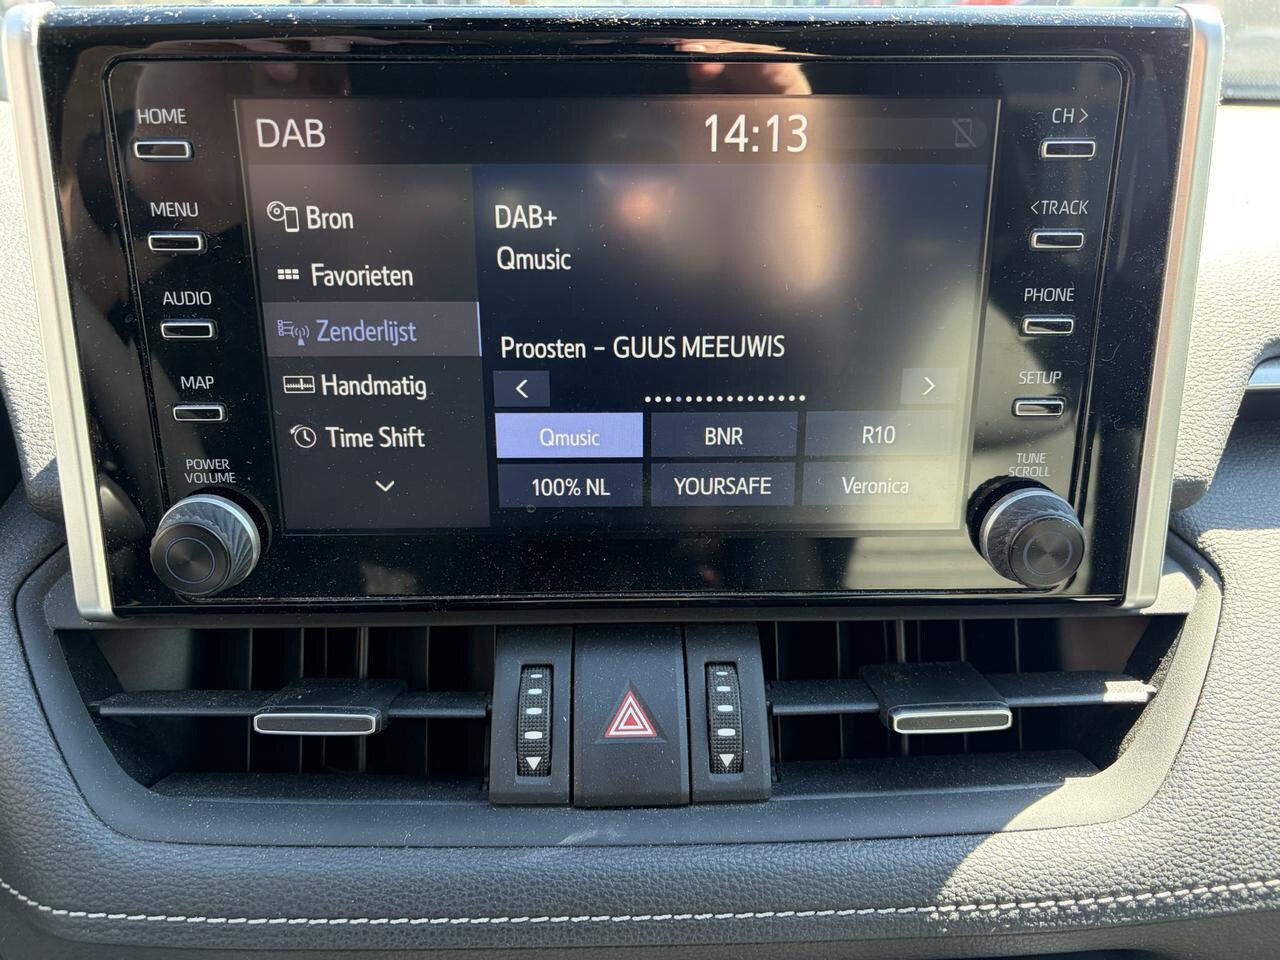 HOME
MENU
AUDIO
MAP
POWER
VOLUME
DAB
14:13
Bron
Favorieten
Zenderlijst
Handmatig
Time Shift
DAB+
Qmusic
Proosten – GUUS MEEUWIS
Qmusic
BNR
R10
100% NL
YOURSAFE
Veronica
CH >
< TRACK
PHONE
SETUP
TUNE
SCROLL